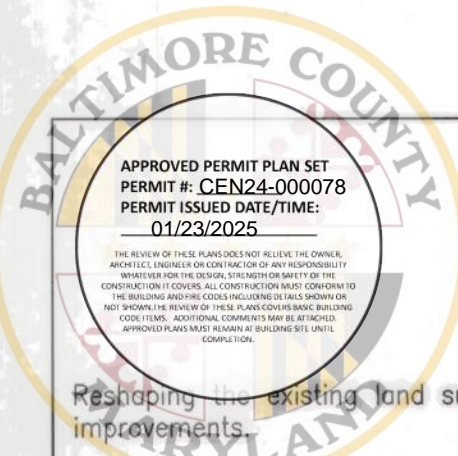 BALTIMORE COUNTY
APPROVED PERMIT PLAN SET
PERMIT #: CEN24-000078
PERMIT ISSUED DATE/TIME:
01/23/2025
THE REVIEW OF THESE PLANS DOES NOT RELIEVE THE OWNER,
ARCHITECT, ENGINEER OR CONTRACTOR OF ANY RESPONSIBILITY
WHATEVER FOR THE DESIGN, STRENGTH OR SAFETY OF THE
CONSTRUCTION IT COVERS. ALL CONSTRUCTION MUST CONFORM TO
THE BUILDING AND FIRE CODES INCLUDING DETAILS SHOWN OR
NOT SHOWN.THE REVIEW OF THESE PLANS COVERS BASIC BUILDING
CODE ITEMS. ADDITIONAL COMMENTS MAY BE ATTACHED.
APPROVED PLANS MUST REMAIN AT BUILDING SITE UNTIL
COMPLETION.
Reshaping the existing land su
improvements.
MARYLAND